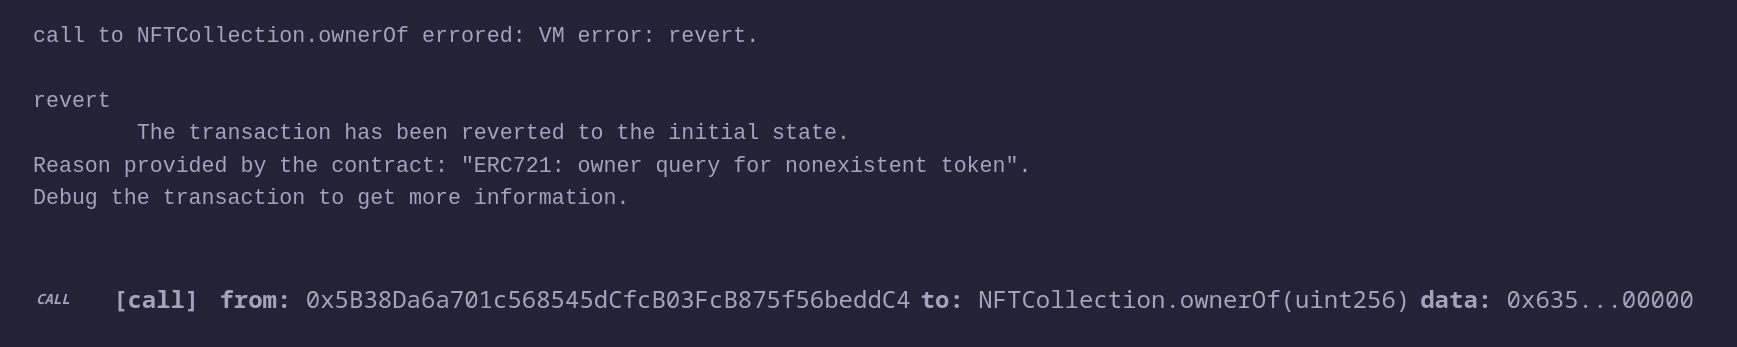 call to NFTCollection.ownerOf errored: VM error: revert.
revert
The transaction has been reverted to the initial state.
Reason provided by the contract: "ERC721: owner query for nonexistent token".
Debug the transaction to get more information.
CALL [call] from: 0x5B38Da6a701c568545dCfcB03FcB875f56beddC4 to: NFTCollection.ownerOf(uint256) data: 0x635...00000